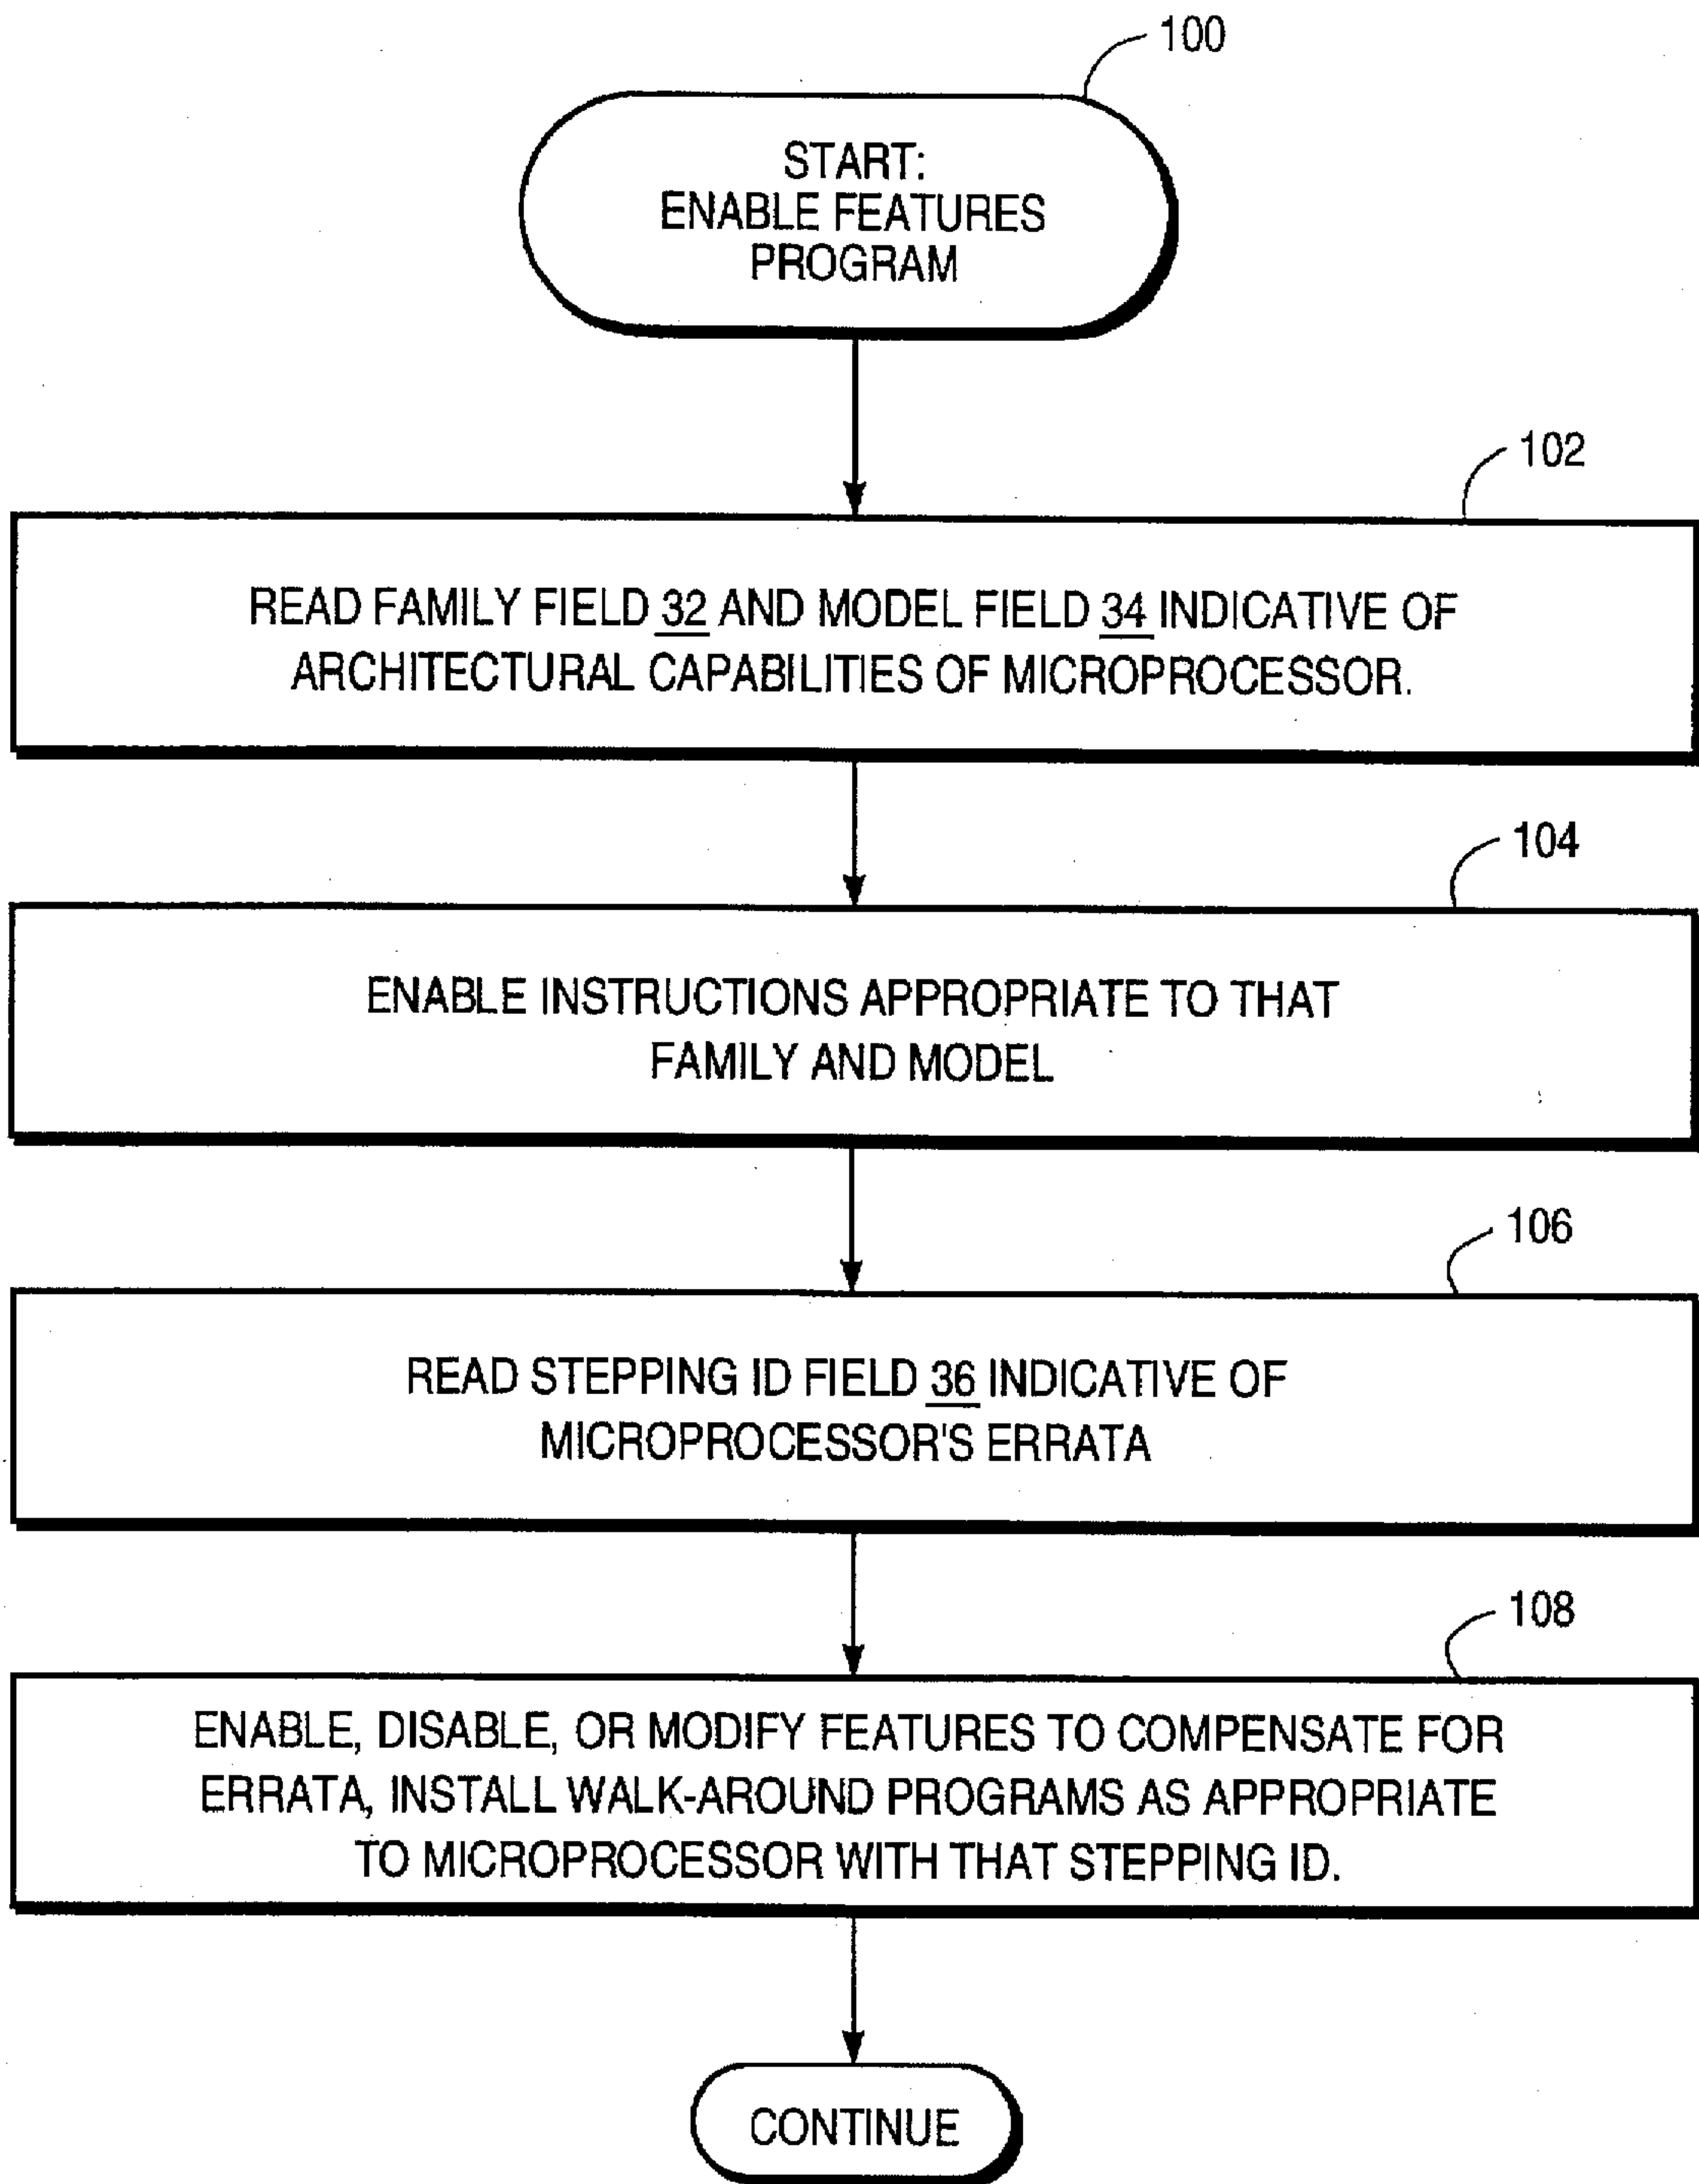 100
START:
ENABLE FEATURES
PROGRAM
102
READ FAMILY FIELD 32 AND MODEL FIELD 34 INDICATIVE OF
ARCHITECTURAL CAPABILITIES OF MICROPROCESSOR.
104
ENABLE INSTRUCTIONS APPROPRIATE TO THAT
FAMILY AND MODEL
106
READ STEPPING ID FIELD 36 INDICATIVE OF
MICROPROCESSOR'S ERRATA
108
ENABLE, DISABLE, OR MODIFY FEATURES TO COMPENSATE FOR
ERRATA, INSTALL WALK-AROUND PROGRAMS AS APPROPRIATE
TO MICROPROCESSOR WITH THAT STEPPING ID.
CONTINUE